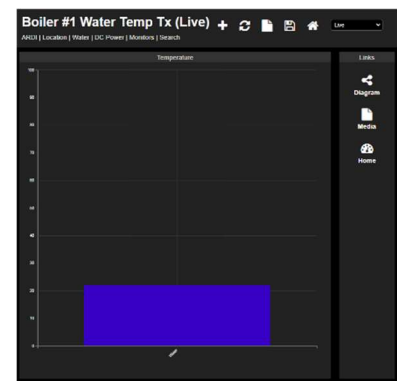 Boiler #1 Water Temp Tx (Live)
Live
ARDI | Location | Water | DC Power | Monitors | Search
Temperature
Links
100
90
80
70
60
50
40
30
20
10
0
Diagram
Media
Home